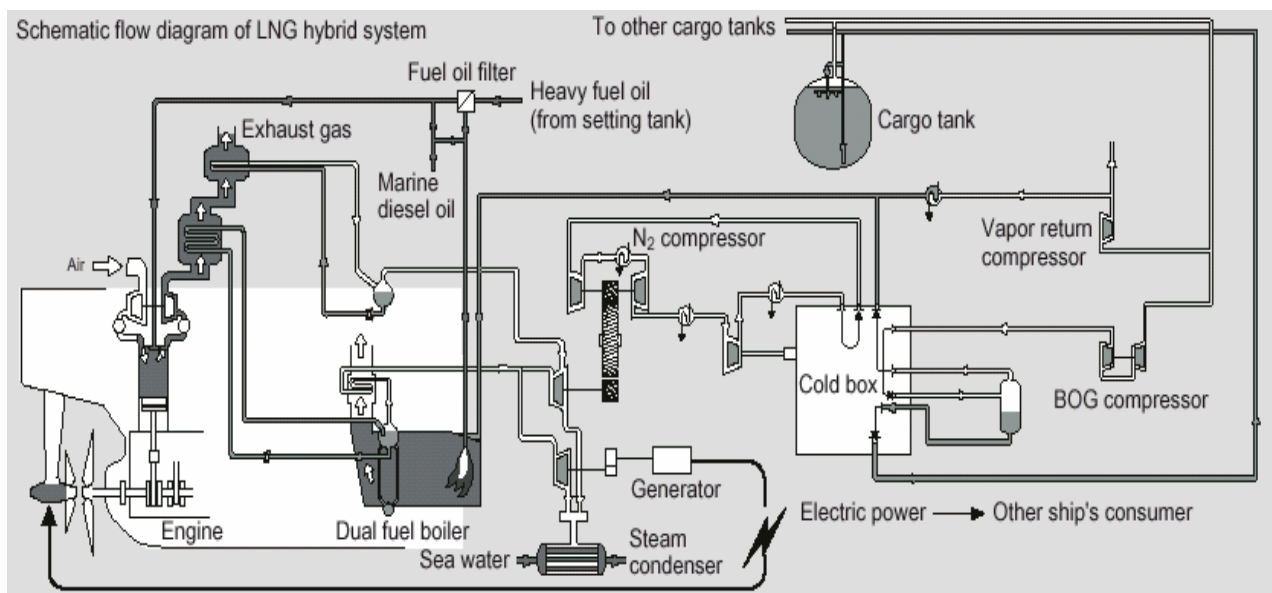 Schematic flow diagram of LNG hybrid system
To other cargo tanks
Fuel oil filter
Heavy fuel oil
(from setting tank)
Exhaust gas
Cargo tank
Marine
diesel oil
Air
N₂ compressor
Vapor return
compressor
Cold box
BOG compressor
Generator
Electric power
Other ship's consumer
Engine
Dual fuel boiler
Sea water
Steam
condenser